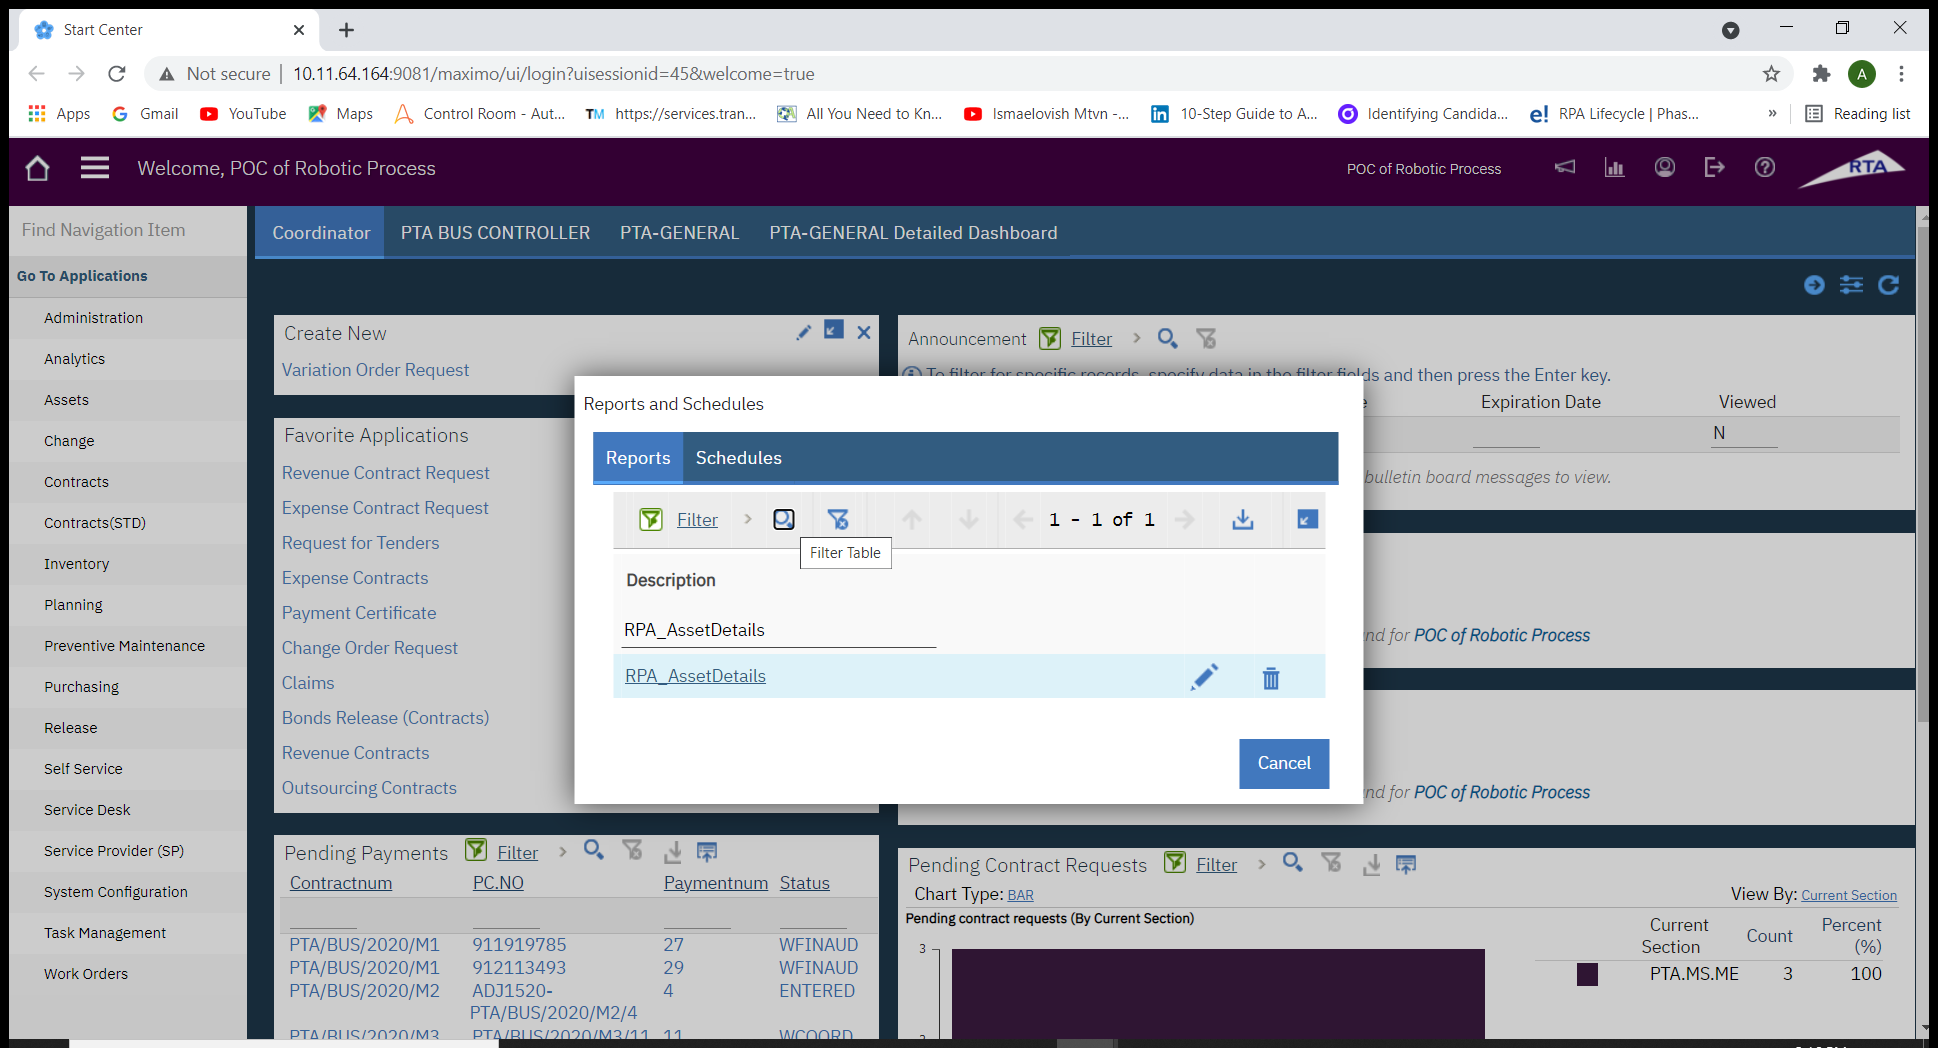 Start Center
Not secure | 10.11.64.164:9081/maximo/ui/login?uisessionid=45&welcome=true
A
Apps Gmail YouTube Maps Control Room - Aut... TM https://services.tran... All You Need to Kn... Ismaelovish Mtvn -... 10-Step Guide to A... Identifying Candida... e! RPA Lifecycle | Phas... » Reading list
Welcome, POC of Robotic Process
POC of Robotic Process
RTA
Find Navigation Item
Go To Applications
Administration
Analytics
Assets
Change
Contracts
Contracts(STD)
Inventory
Planning
Preventive Maintenance
Purchasing
Release
Self Service
Service Desk
Service Provider (SP)
System Configuration
Task Management
Work Orders
Coordinator PTA BUS CONTROLLER PTA-GENERAL PTA-GENERAL Detailed Dashboard
Create New
Variation Order Request
Favorite Applications
Revenue Contract Request
Expense Contract Request
Request for Tenders
Expense Contracts
Payment Certificate
Change Order Request
Claims
Bonds Release (Contracts)
Revenue Contracts
Outsourcing Contracts
Announcement Filter
To filter for specific records, specify data in the filter fields and then press the Enter key.
Expiration Date Viewed
N
bulletin board messages to view.
for POC of Robotic Process
for POC of Robotic Process
Reports and Schedules
Reports Schedules
Filter 1 - 1 of 1
Filter Table
Description
RPA_AssetDetails
RPA_AssetDetails
Cancel
Pending Payments Filter
Contractnum PC.NO Paymentnum Status
PTA/BUS/2020/M1 911919785 27 WFINAUD
PTA/BUS/2020/M1 912113493 29 WFINAUD
PTA/BUS/2020/M2 ADJ1520- 4 ENTERED
PTA/BUS/2020/M2/4
PTA/BUS/2020/M3 PTA/BUS/2020/M3/11 11 WCOORD
Pending Contract Requests Filter
Chart Type: BAR View By: Current Section
Pending contract requests (By Current Section)
3
Current Section Count Percent (%)
PTA.MS.ME 3 100